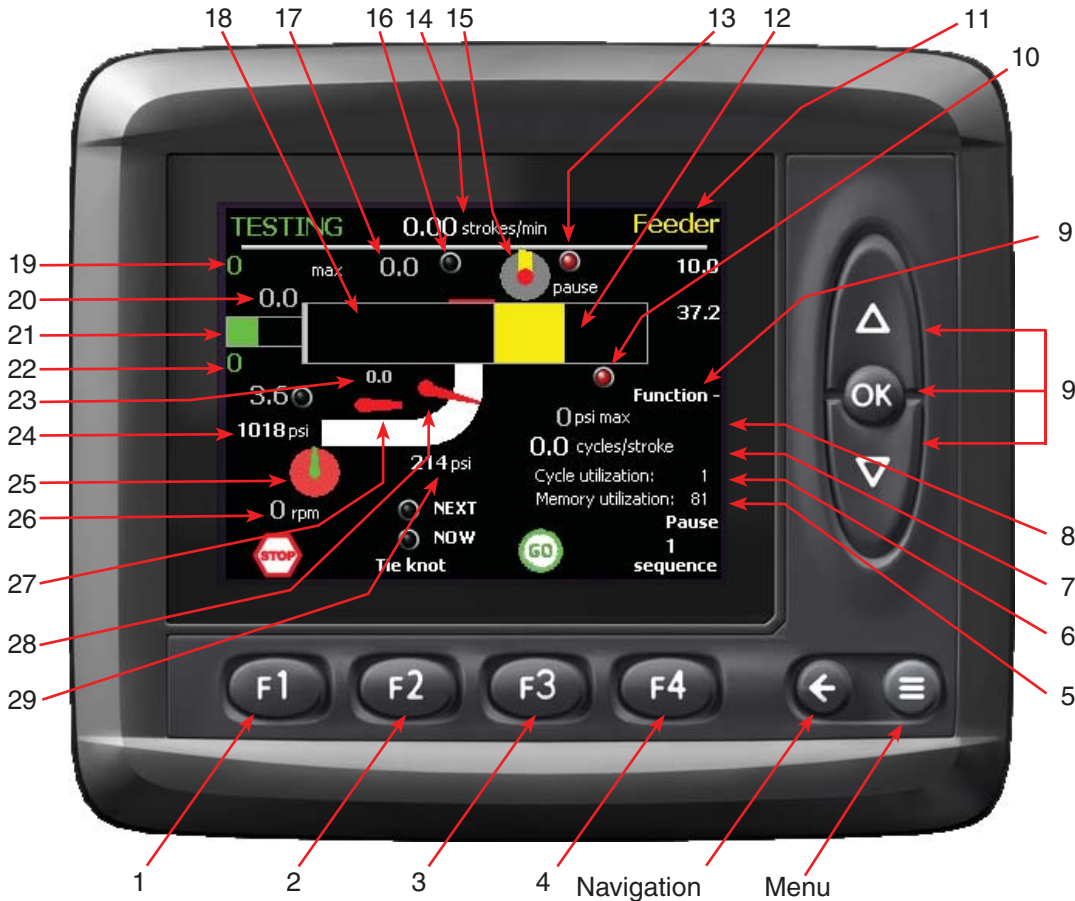 18 17 16 14 15 13 12 11
10
TESTING 0.00 strokes/min Feeder
9
19 0 max 0.0 pause 10.0
20 0.0 37.2
21
22 0
23 3.6 0.0 Function -
OK 9
24 1018 psi 0 psi max
0.0 cycles/stroke
25 214 psi Cycle utilization: 1
26 0 rpm NEXT Memory utilization: 81
Pause
8
27 STOP NOW GO 1
7
Tie knot sequence
6
28
29 F1 F2 F3 F4 5
1 2 3 4 Navigation Menu